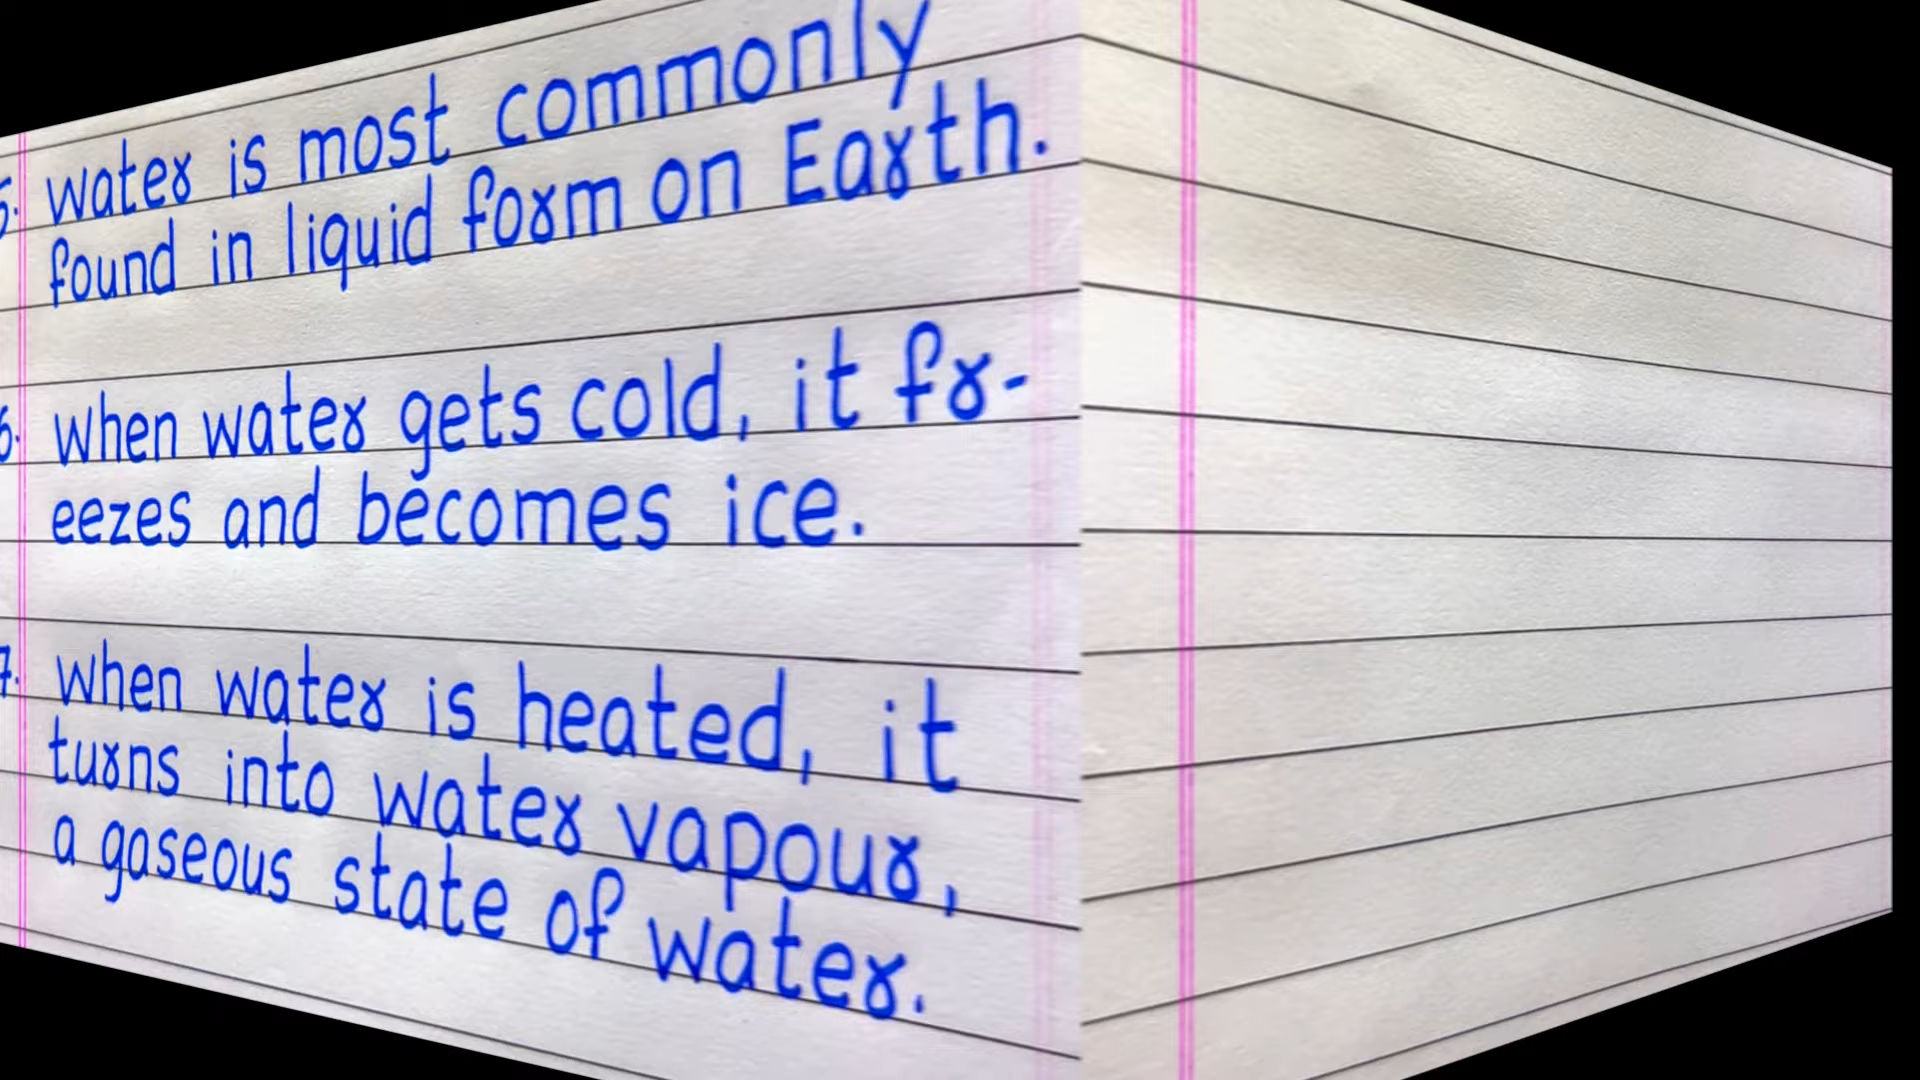 5. Water is most commonly
found in liquid form on Earth.
6. When water gets cold, it fr-
eezes and becomes ice.
7. When water is heated, it
turns into water vapour,
a gaseous state of water.